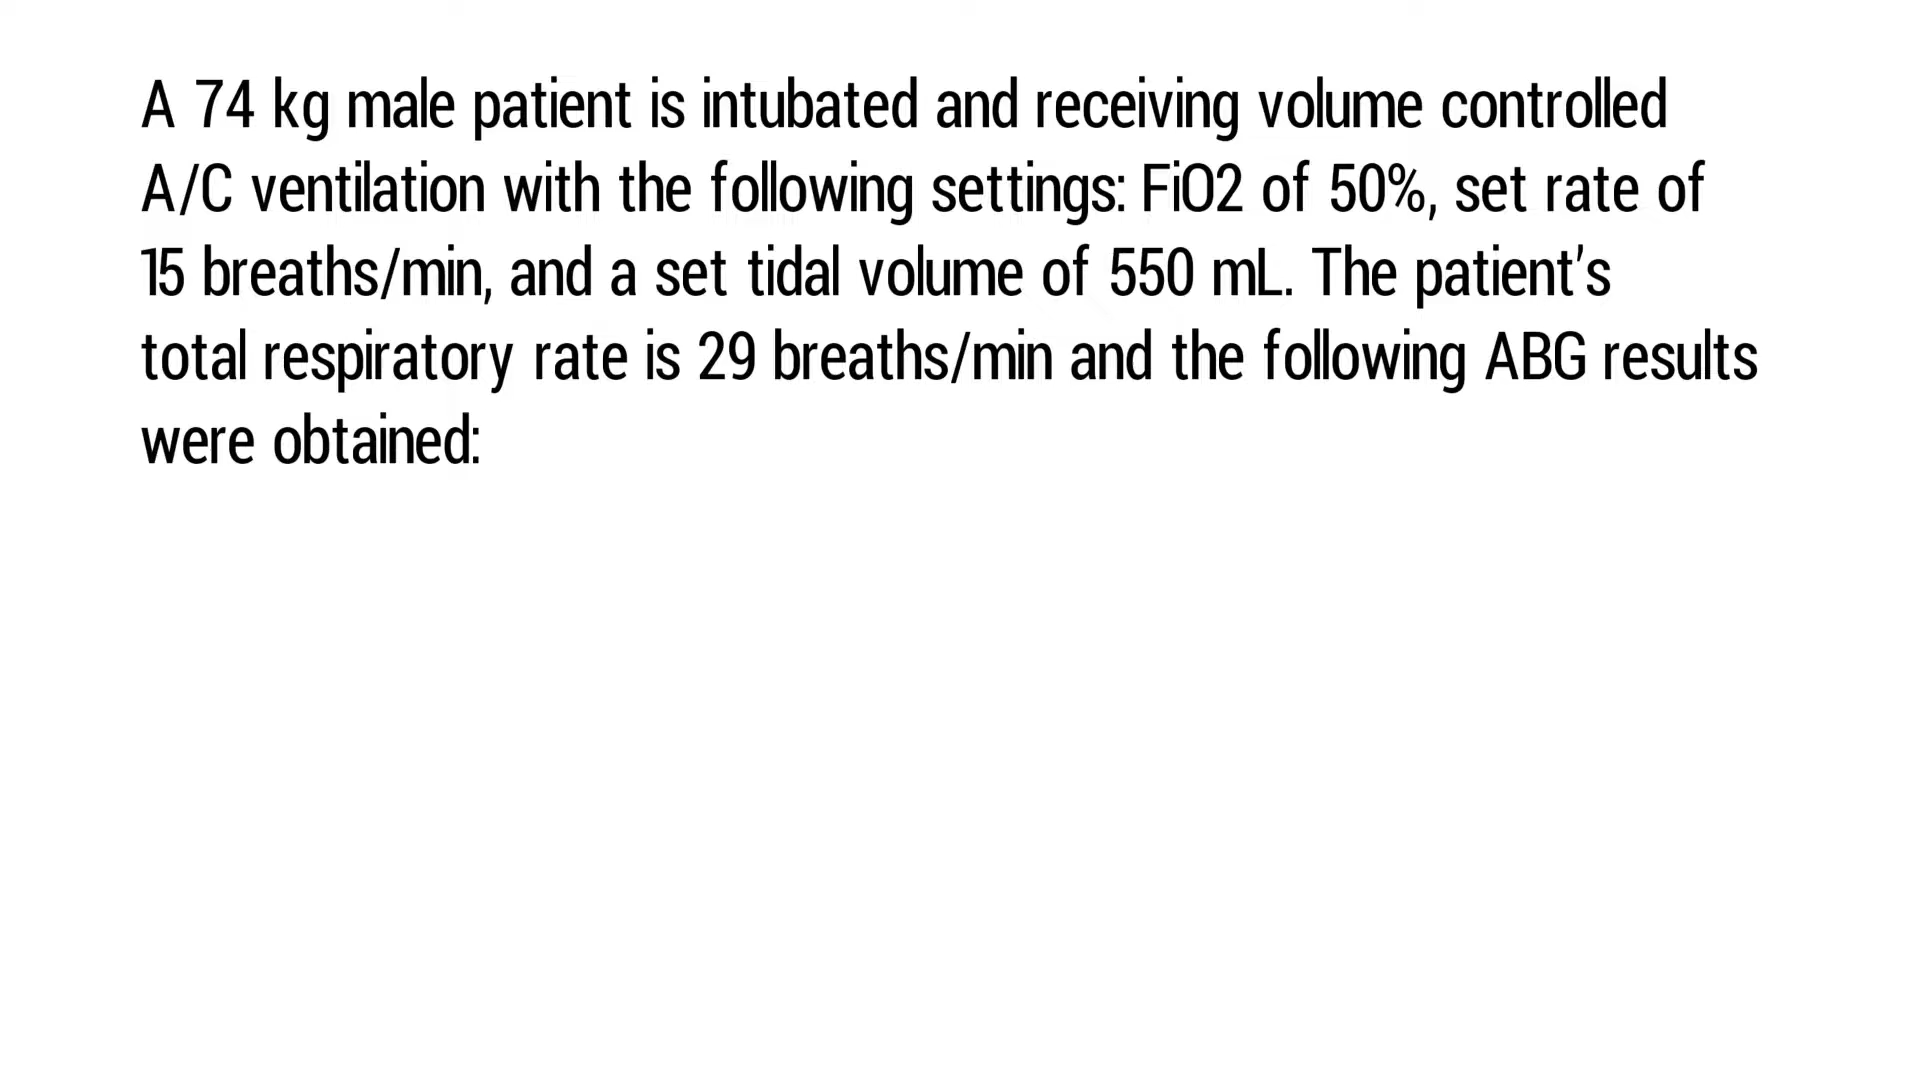 A 74 kg male patient is intubated and receiving volume controlled
A/C ventilation with the following settings: FiO2 of 50%, set rate of
15 breaths/min, and a set tidal volume of 550 mL. The patient's
total respiratory rate is 29 breaths/min and the following ABG results
were obtained: